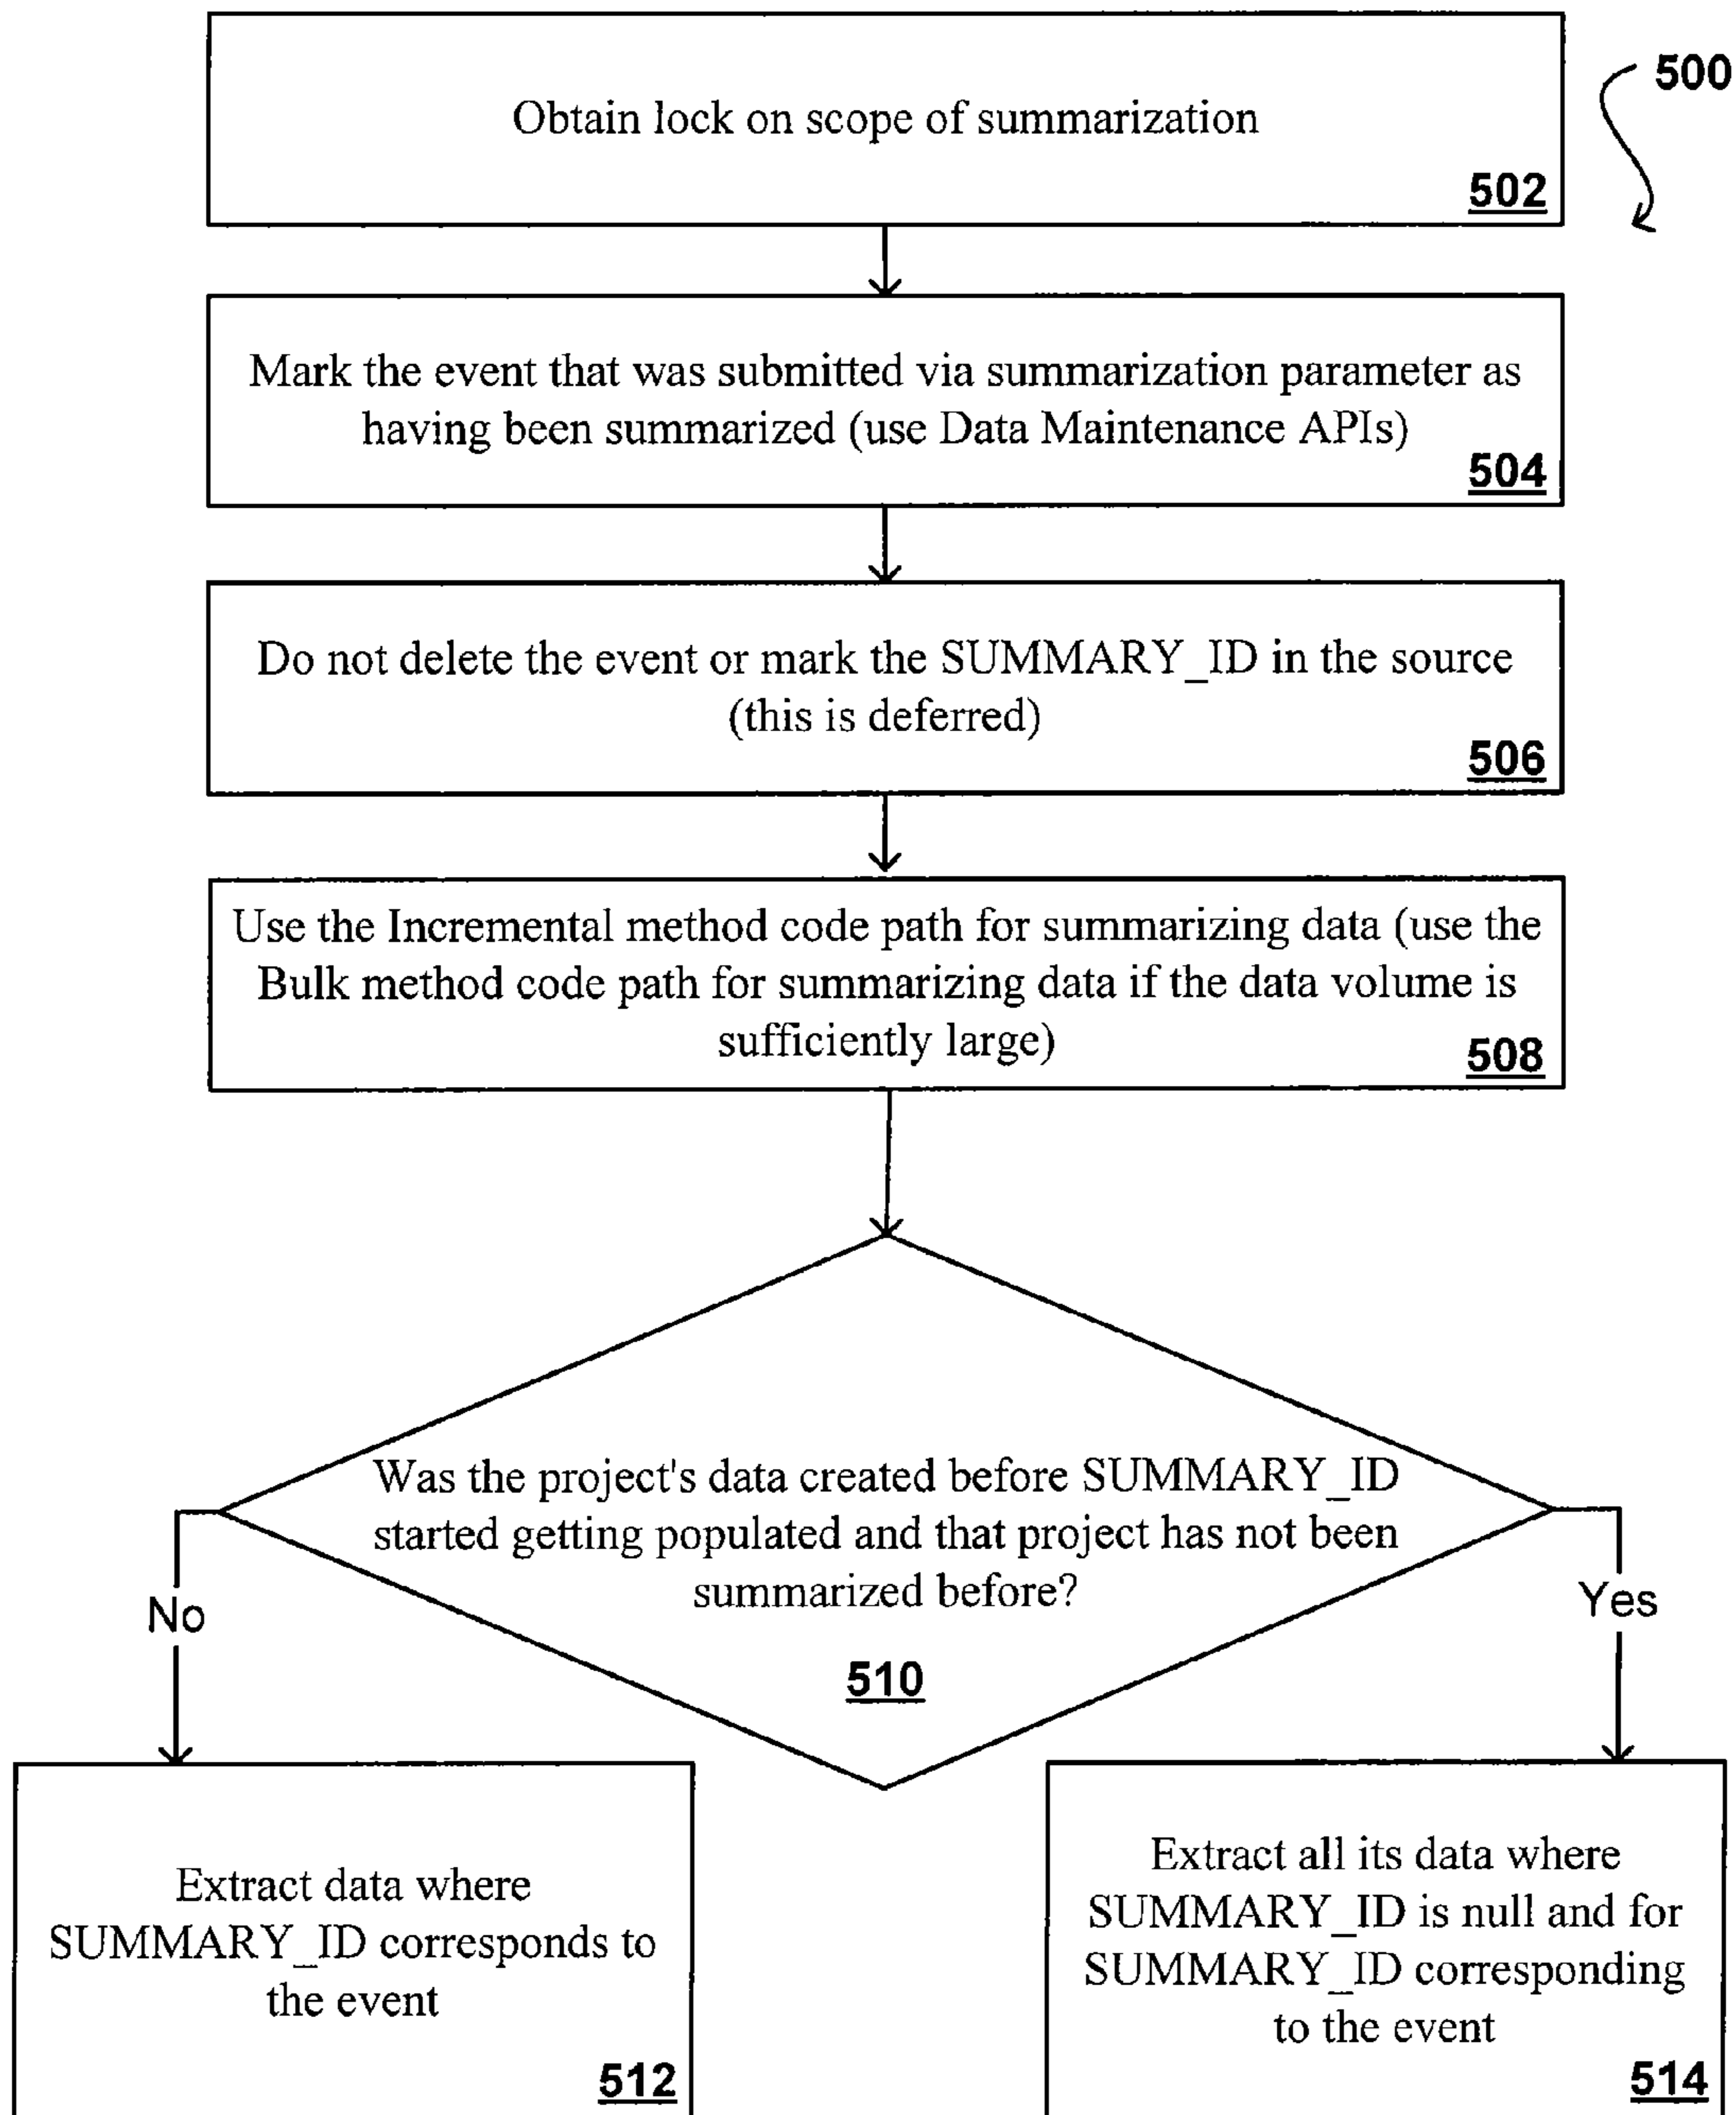 500
Obtain lock on scope of summarization
502
Mark the event that was submitted via summarization parameter as
having been summarized (use Data Maintenance APIs)
504
Do not delete the event or mark the SUMMARY_ID in the source
(this is deferred)
506
Use the Incremental method code path for summarizing data (use the
Bulk method code path for summarizing data if the data volume is
sufficiently large)
508
Was the project's data created before SUMMARY_ID
started getting populated and that project has not been
summarized before?
510
No
Yes
Extract data where
SUMMARY_ID corresponds to
the event
512
Extract all its data where
SUMMARY_ID is null and for
SUMMARY_ID corresponding
to the event
514